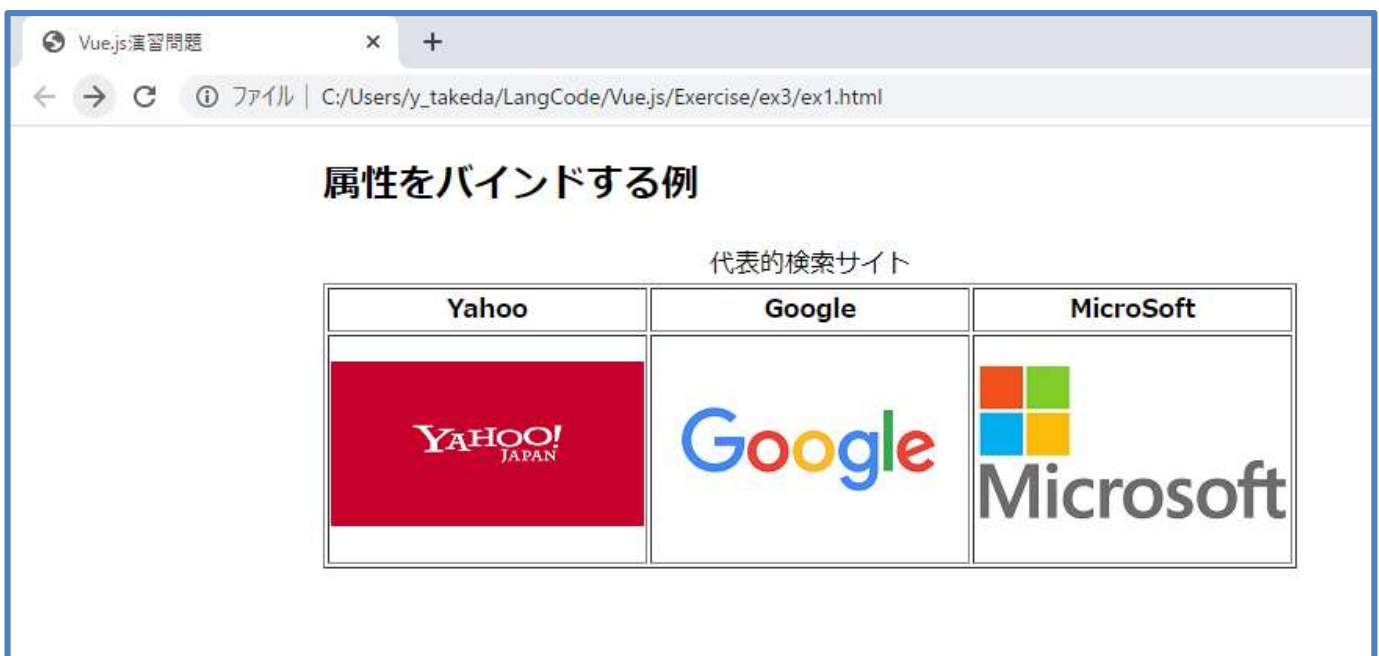 Vue.js演習問題
ファイル | C:/Users/y_takeda/LangCode/Vue.js/Exercise/ex3/ex1.html
属性をバインドする例
代表的検索サイト
Yahoo Google MicroSoft
YAHOO! Google Microsoft
JAPAN